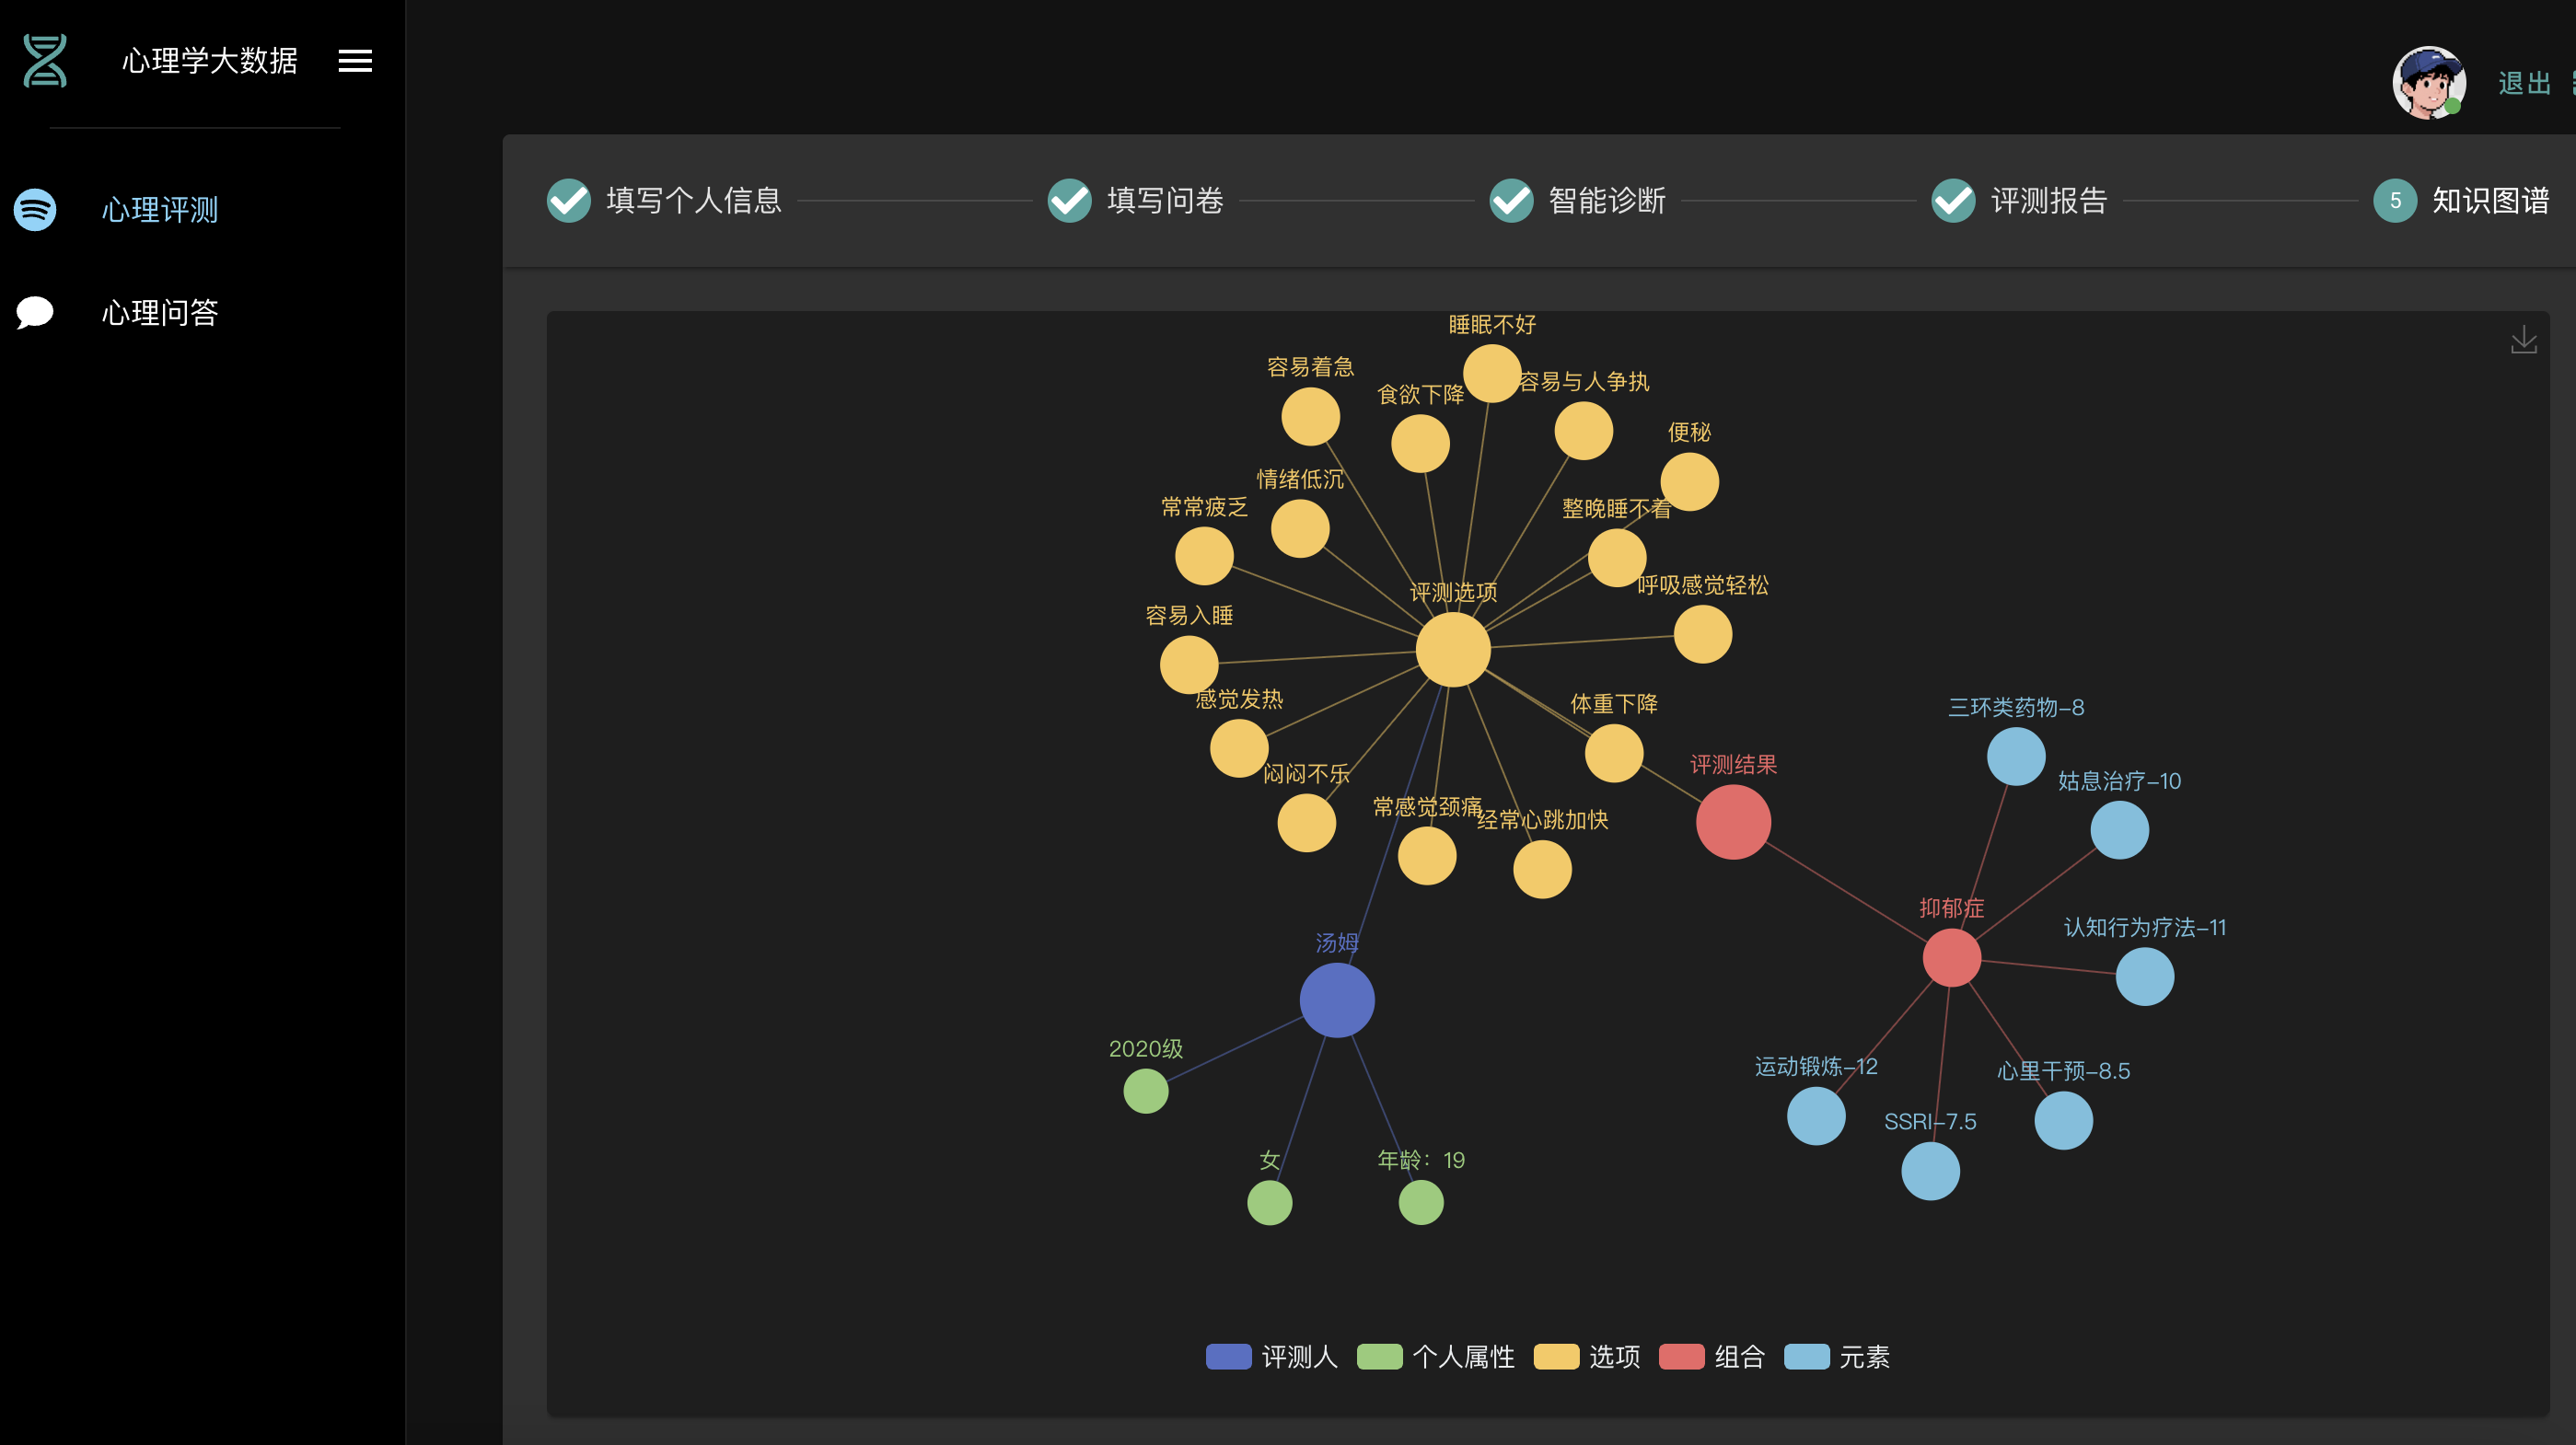 心理学大数据
退出
心理评测
心理问答
填写个人信息
填写问卷
智能诊断
评测报告
5 知识图谱
睡眠不好
容易着急
食欲下降
容易与人争执
便秘
情绪低沉
常常疲乏
整晚睡不着
呼吸感觉轻松
评测选项
容易入睡
感觉发热
体重下降
闷闷不乐
常感觉颈痛
经常心跳加快
评测结果
三环类药物-8
姑息治疗-10
抑郁症
认知行为疗法-11
汤姆
2020级
运动锻炼-12
心里干预-8.5
SSRI-7.5
女
年龄：19
评测人
个人属性
选项
组合
元素